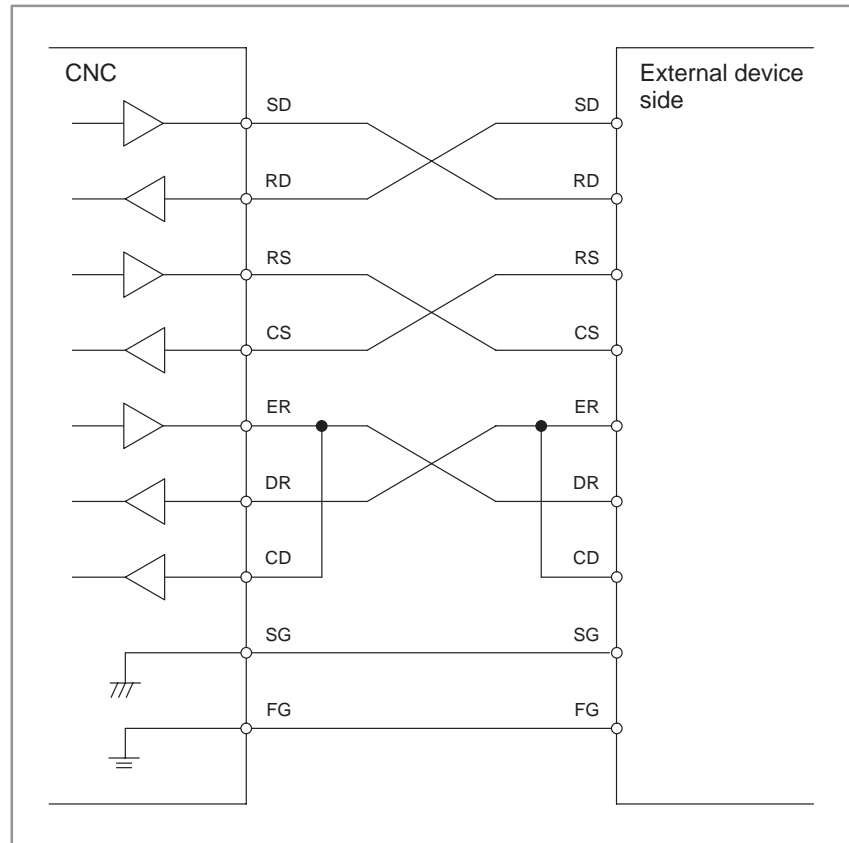 CNC
External device
side
SD SD
RD RD
RS RS
CS CS
ER ER
DR DR
CD CD
SG SG
FG FG